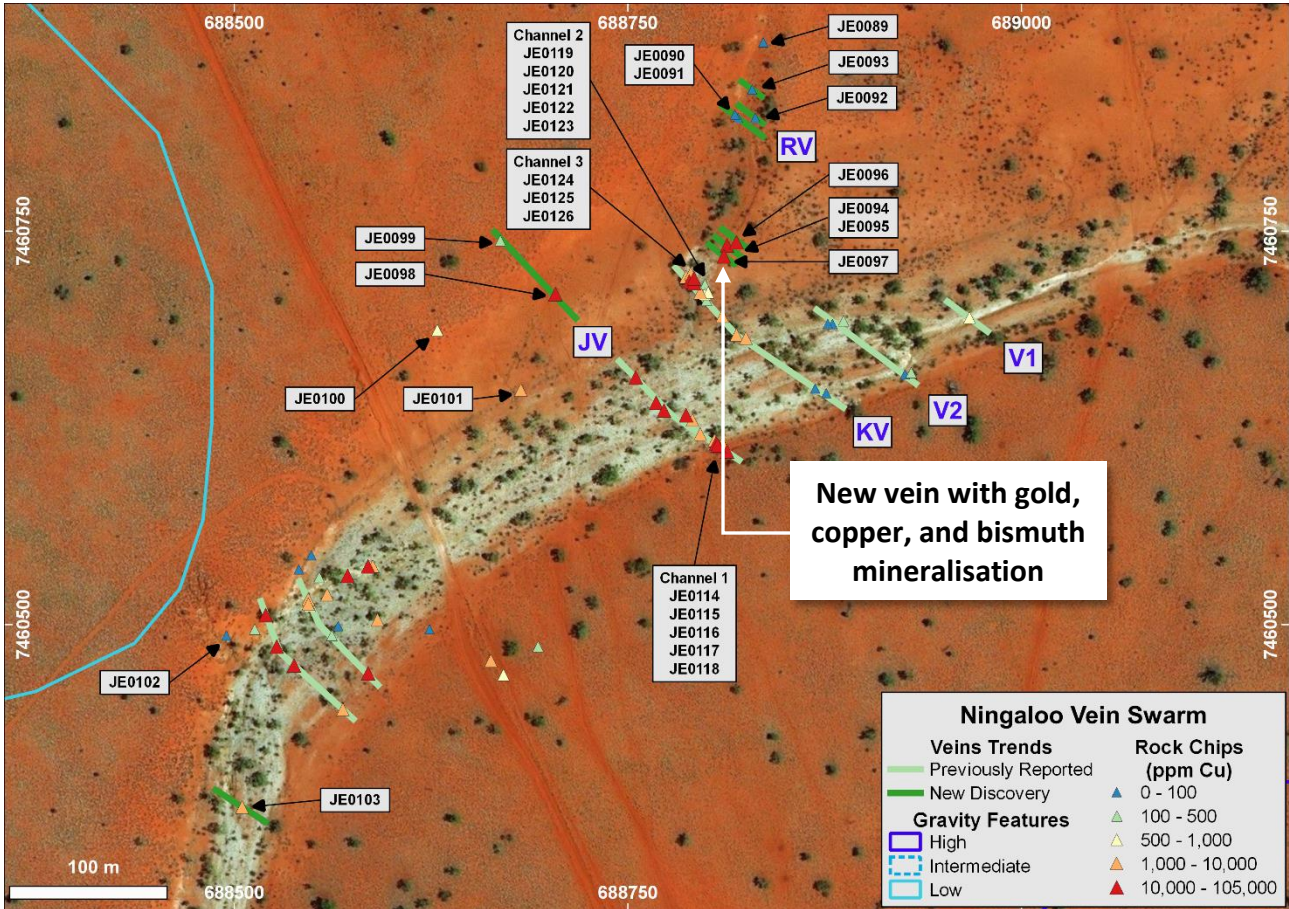 688500
688750
689000
Channel 2
JE0119
JE0120
JE0121
JE0122
JE0123
JE0090
JE0091
JE0089
JE0093
JE0092
RV
Channel 3
JE0124
JE0125
JE0126
JE0096
JE0094
JE0095
JE0097
7460750
7460750
JE0099
JE0098
JV
JE0100
JE0101
V1
V2
KV
New vein with gold,
copper, and bismuth
mineralisation
Channel 1
JE0114
JE0115
JE0116
JE0117
JE0118
7460500
7460500
JE0102
JE0103
100 m
688500
688750
Ningaloo Vein Swarm
Veins Trends
Previously Reported
New Discovery
Gravity Features
High
Intermediate
Low
Rock Chips
(ppm Cu)
0 - 100
100 - 500
500 - 1,000
1,000 - 10,000
10,000 - 105,000